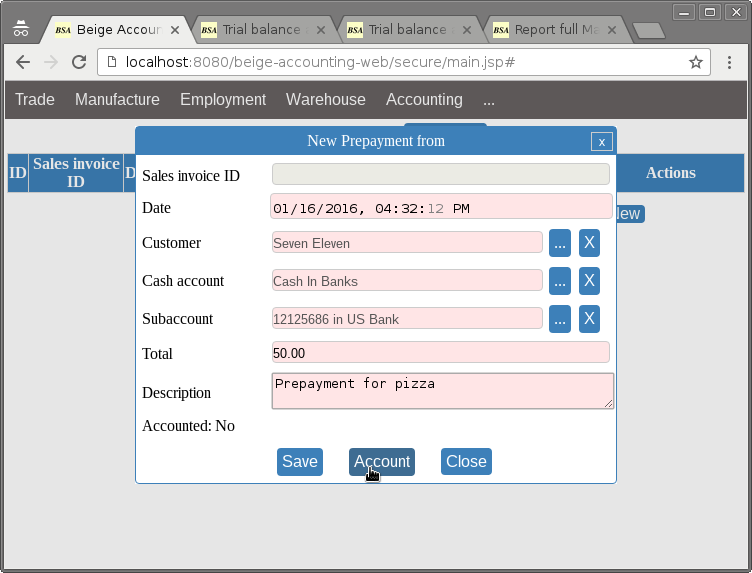 BSA Beige Accour
BSA Trial balance
BSA Trial balance
BSA Report full Ma
localhost:8080/beige-accounting-web/secure/main.jsp#
Trade Manufacture Employment Warehouse Accounting ...
New Prepayment from x
ID Sales invoice ID D Actions
Sales invoice ID
Date 01/16/2016, 04:32:12 PM
Customer Seven Eleven ... X
Cash account Cash In Banks ... X
Subaccount 12125686 in US Bank ... X
Total 50.00
Description Prepayment for pizza
Accounted: No
Save Account Close